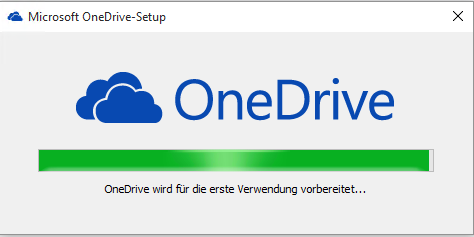 Microsoft OneDrive-Setup
OneDrive
OneDrive wird für die erste Verwendung vorbereitet...